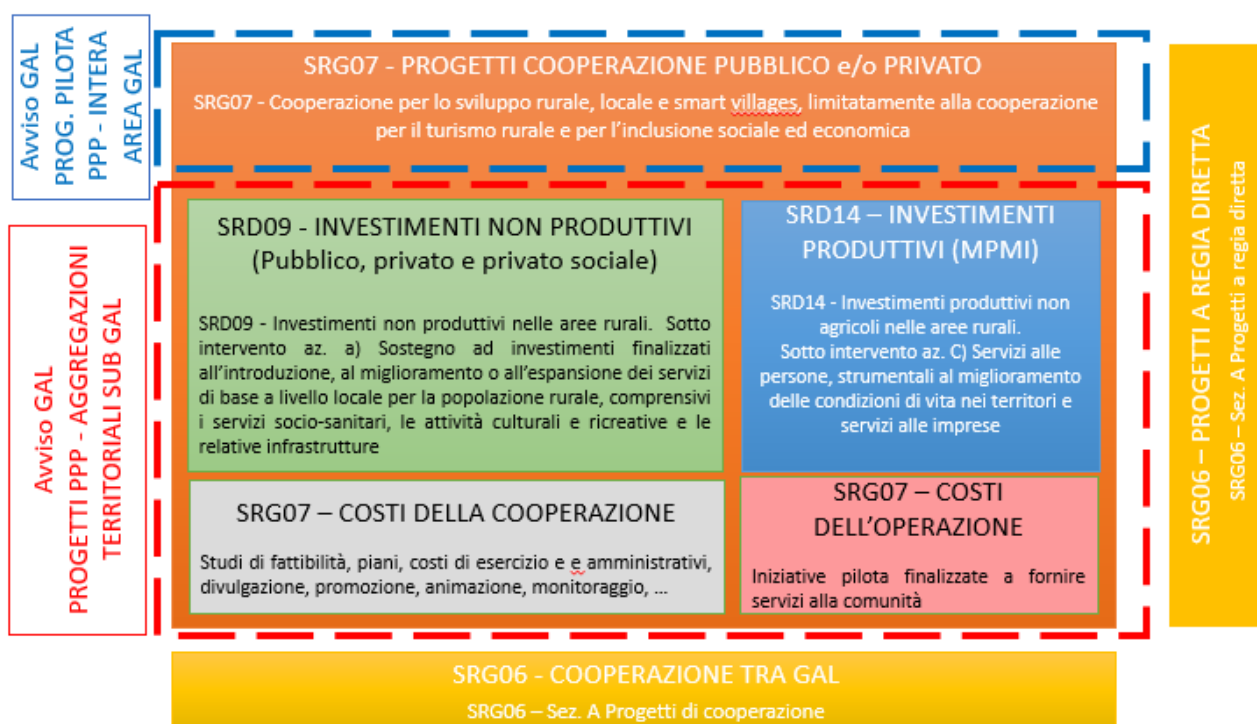 Avviso GAL
PROG. PILOTA
PPP - INTERA
AREA GAL
SRG07 - PROGETTI COOPERAZIONE PUBBLICO e/o PRIVATO
SRG07 - Cooperazione per lo sviluppo rurale, locale e smart villages, limitatamente alla cooperazione
per il turismo rurale e per l'inclusione sociale ed economica
Avviso GAL
PROGETTI PPP - AGGREGAZIONI
TERRITORIALI SUB GAL
SRD09 - INVESTIMENTI NON PRODUTTIVI
(Pubblico, privato e privato sociale)
SRD09 - Investimenti non produttivi nelle aree rurali. Sotto
intervento az. a) Sostegno ad investimenti finalizzati
all'introduzione, al miglioramento o all'espansione dei servizi
di base a livello locale per la popolazione rurale, comprensivi
i servizi socio-sanitari, le attività culturali e ricreative e le
relative infrastrutture
SRD14 – INVESTIMENTI
PRODUTTIVI (MPMI)
SRD14 - Investimenti produttivi non
agricoli nelle aree rurali.
Sotto intervento az. C) Servizi alle
persone, strumentali al miglioramento
delle condizioni di vita nei territori e
servizi alle imprese
SRG07 – COSTI DELLA COOPERAZIONE
Studi di fattibilità, piani, costi di esercizio e e amministrativi,
divulgazione, promozione, animazione, monitoraggio, …
SRG07 – COSTI
DELL'OPERAZIONE
Iniziative pilota finalizzate a fornire
servizi alla comunità
SRG06 – PROGETTI A REGIA DIRETTA
SRG06 – Sez. A Progetti a regia diretta
SRG06 - COOPERAZIONE TRA GAL
SRG06 – Sez. A Progetti di cooperazione